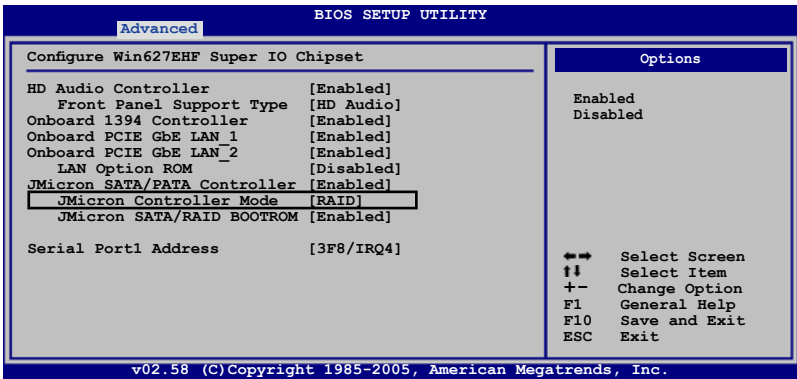 BIOS SETUP UTILITY
Advanced
Configure Win627EHF Super IO Chipset
HD Audio Controller [Enabled]
Front Panel Support Type [HD Audio]
Onboard 1394 Controller [Enabled]
Onboard PCIE GbE LAN_1 [Enabled]
Onboard PCIE GbE LAN_2 [Enabled]
LAN Option ROM [Disabled]
JMicron SATA/PATA Controller [Enabled]
JMicron Controller Mode [RAID]
JMicron SATA/RAID BOOTROM [Enabled]
Serial Port1 Address [3F8/IRQ4]
Options
Enabled
Disabled
←→ Select Screen
↑↓ Select Item
+- Change Option
F1 General Help
F10 Save and Exit
ESC Exit
v02.58 (C)Copyright 1985-2005, American Megatrends, Inc.